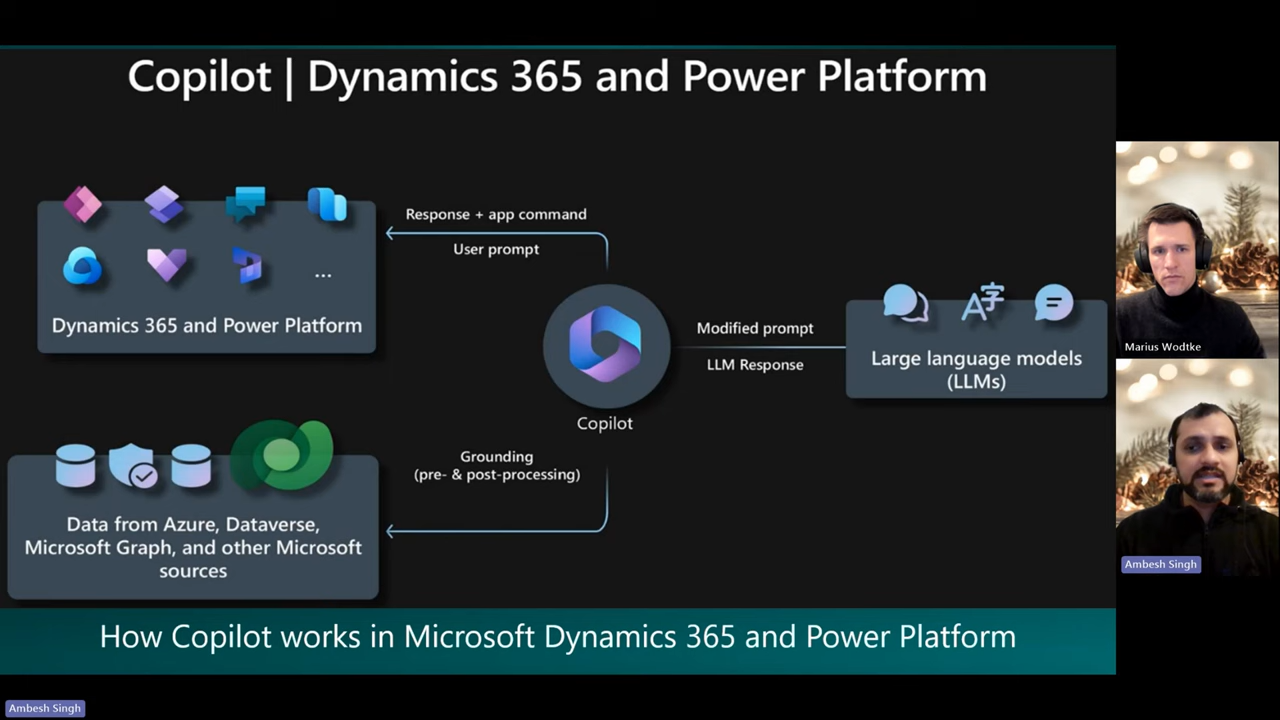 Copilot | Dynamics 365 and Power Platform
Response + app command
User prompt
...
Dynamics 365 and Power Platform
Modified prompt
LLM Response
A字
Large language models
(LLMs)
Copilot
Grounding
(pre- & post-processing)
Data from Azure, Dataverse,
Microsoft Graph, and other Microsoft
sources
How Copilot works in Microsoft Dynamics 365 and Power Platform
Marius Wodtke
Ambesh Singh
Ambesh Singh